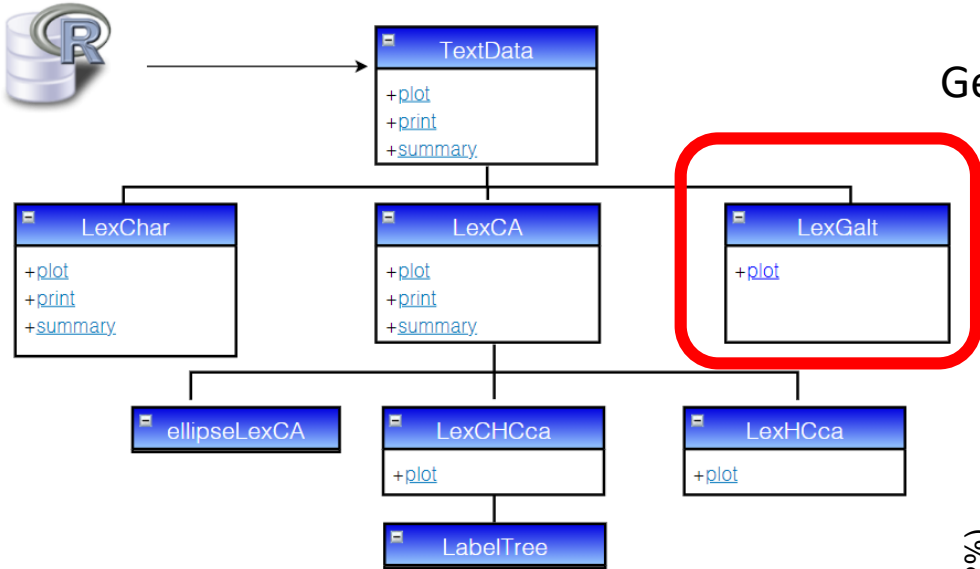 R
TextData
+plot
+print
+summary
Ge
LexChar
+plot
+print
+summary
LexCA
+plot
+print
+summary
LexGalt
+plot
ellipseLexCA
LexCHCca
+plot
LexHCca
+plot
LabelTree
%)